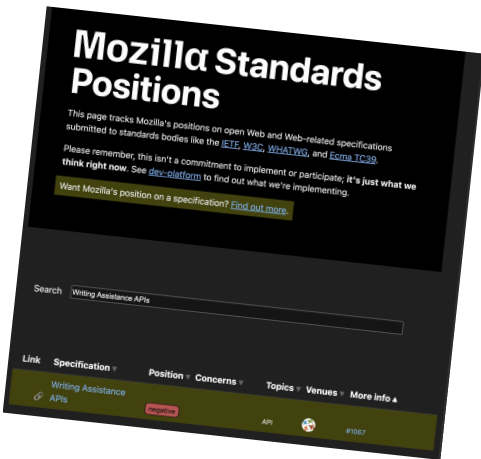 Mozilla Standards
Positions
This page tracks Mozilla's positions on open Web and Web-related specifications
submitted to standards bodies like the IETF, W3C, WHATWG, and Ecma TC39.
Please remember, this isn't a commitment to implement or participate; it's just what we
think right now. See dev-platform to find out what we're implementing.
Want Mozilla's position on a specification? Find out more.
Search Writing Assistance APIs
Link Specification ▼ Position ▼ Concerns ▼ Topics ▼ Venues ▼ More info ▲
Writing Assistance
APIs
negative API #1067